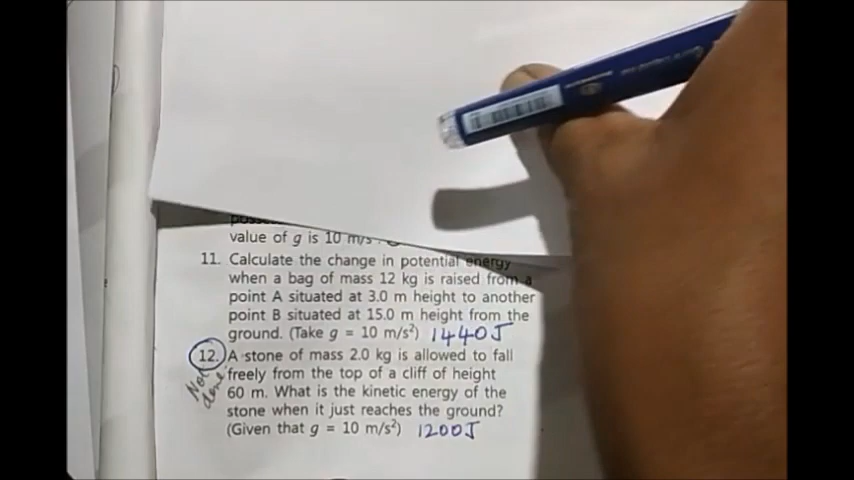 value of g is 10 m/s
11. Calculate the change in potential energy
when a bag of mass 12 kg is raised from a
point A situated at 3.0 m height to another
point B situated at 15.0 m height from the
ground. (Take g = 10 m/s²) 1440J
12. A stone of mass 2.0 kg is allowed to fall
Not done
freely from the top of a cliff of height
60 m. What is the kinetic energy of the
stone when it just reaches the ground?
(Given that g = 10 m/s²) 1200J